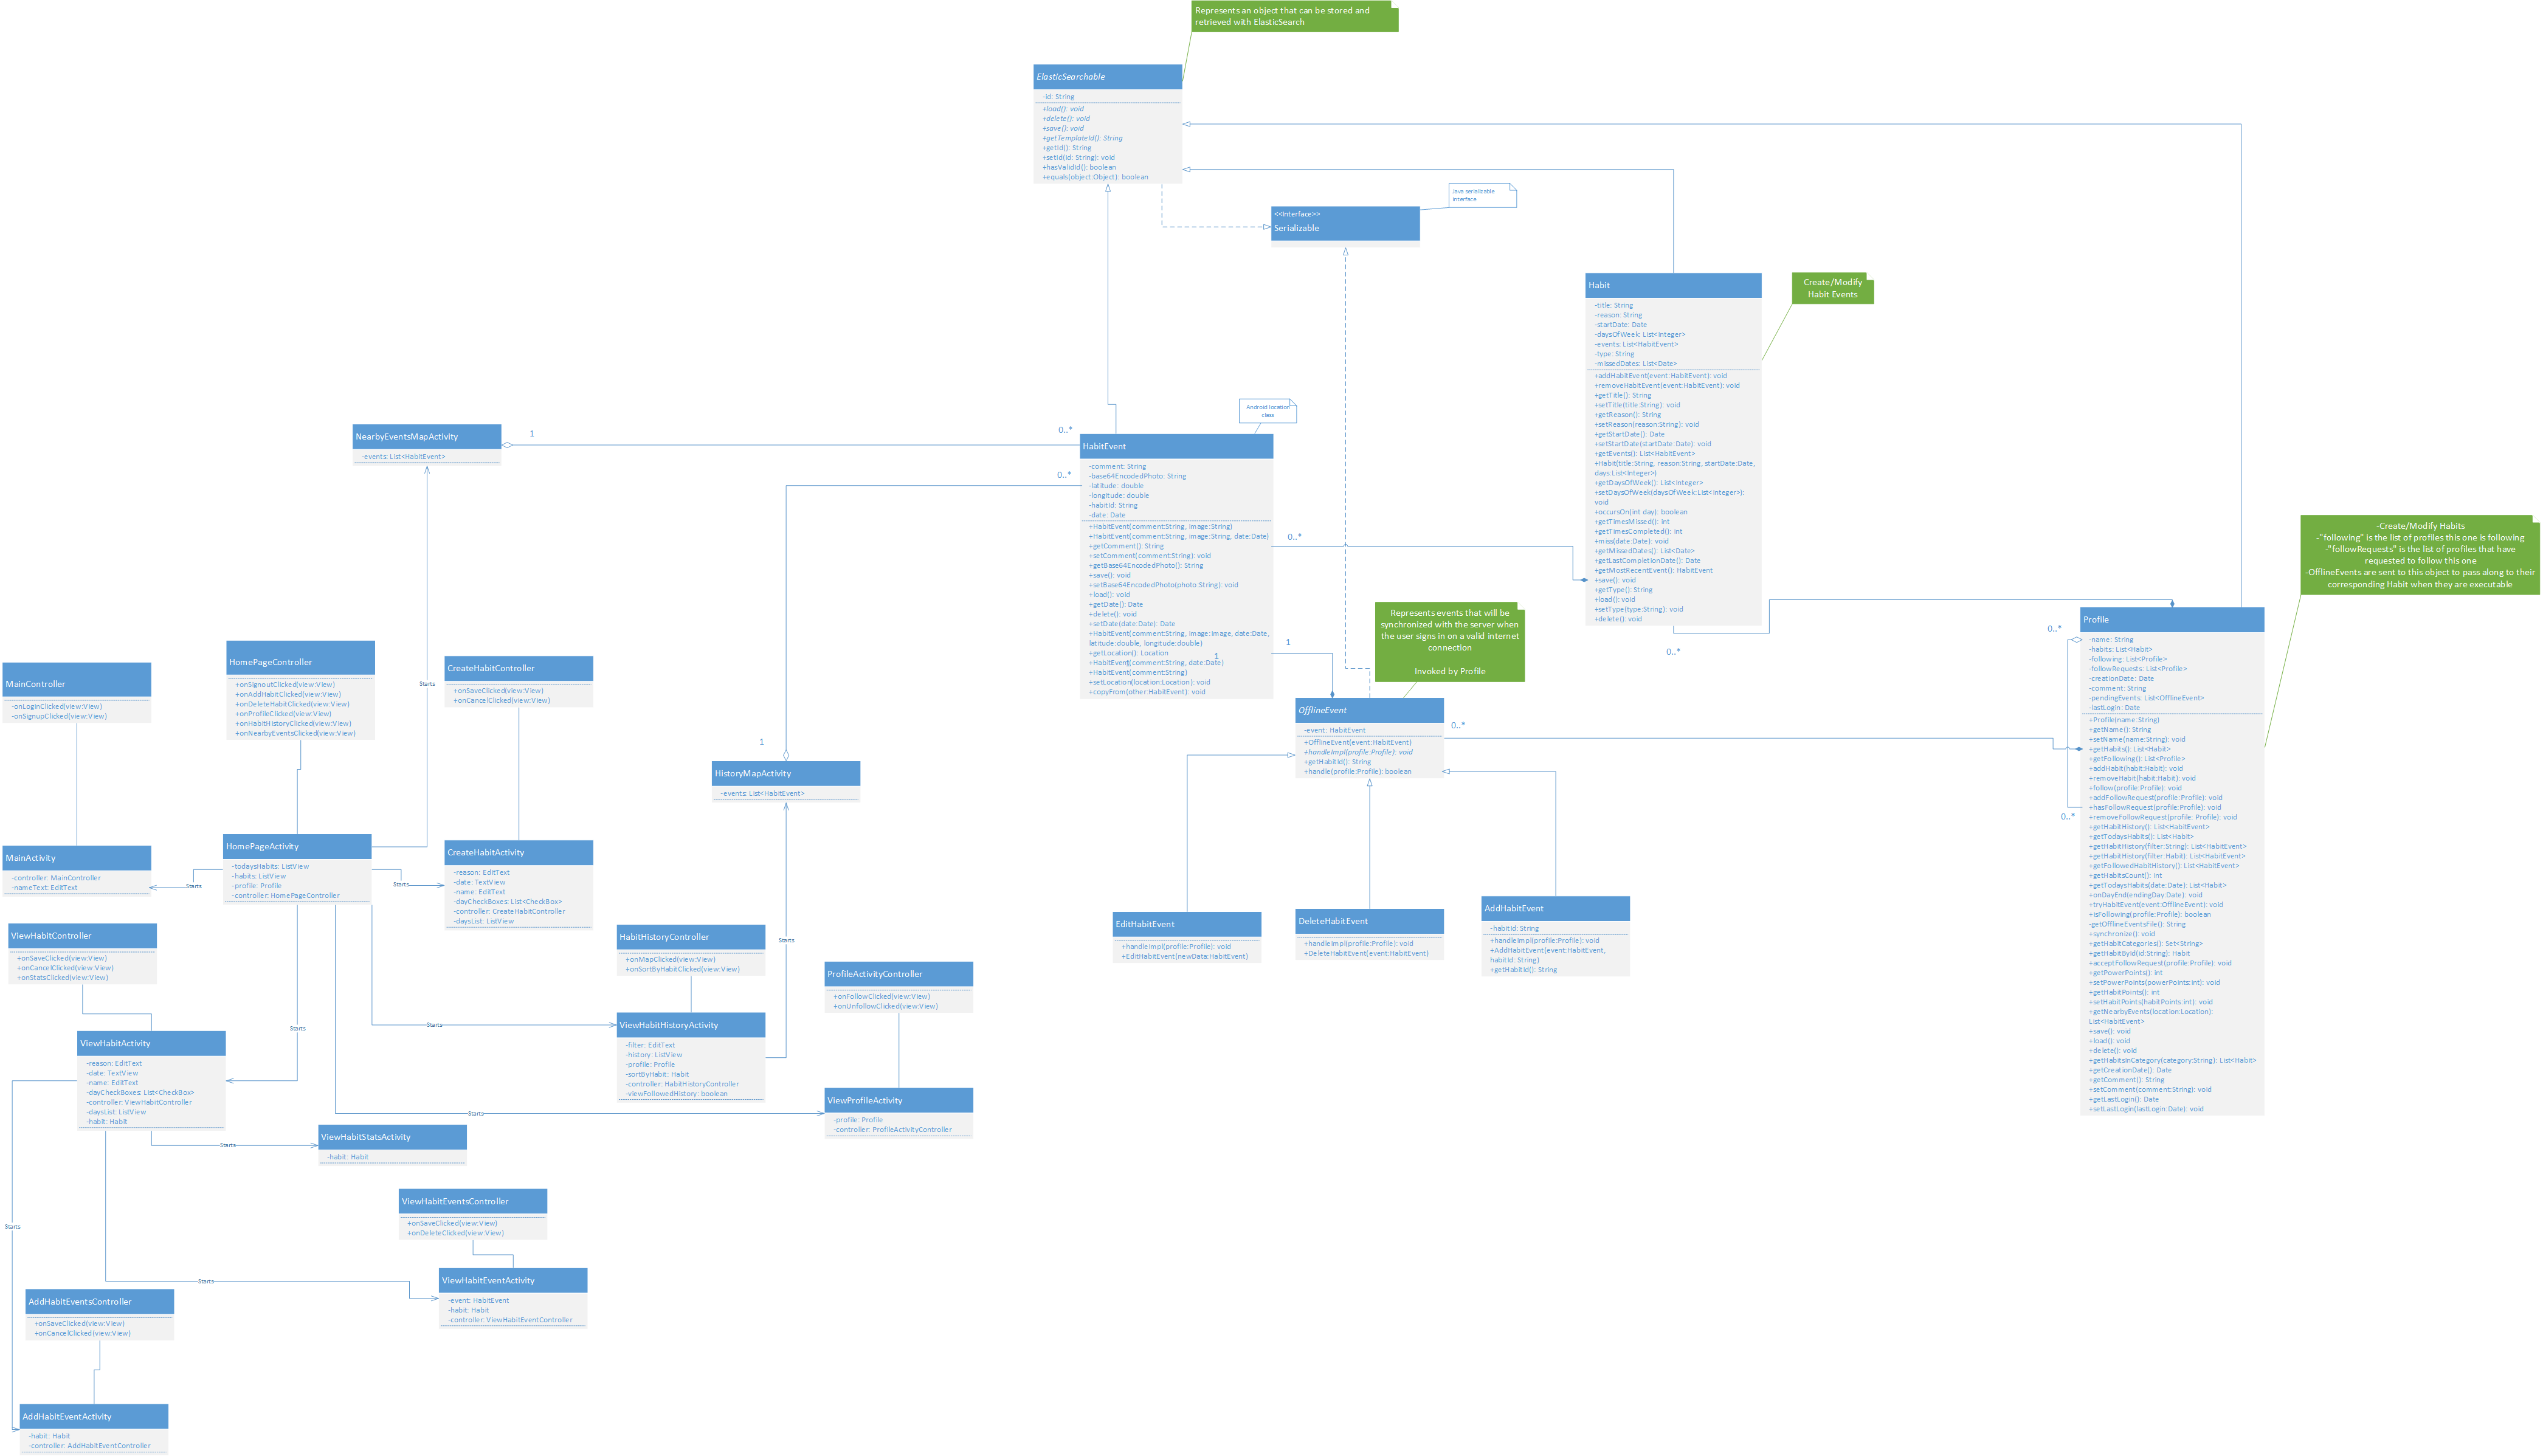 Represents an object that can be stored and
retrieved with ElasticSearch
ElasticSearchable
-id: String
+load(): void
+delete(): void
+save(): void
+getTemplateId(): String
+getId(): String
+setId(id: String): void
+hasValidId(): boolean
+equals(object:Object): boolean
Java serializable
interface
<<Interface>>
Serializable
Habit
-title: String
-reason: String
-startDate: Date
-daysOfWeek: List<Integer>
-events: List<HabitEvent>
-type: String
-missedDates: List<Date>
+addHabitEvent(event:HabitEvent): void
+removeHabitEvent(event:HabitEvent): void
+getTitle(): String
+setTitle(title:String): void
+getReason(): String
+setReason(reason:String): void
+getStartDate(): Date
+setStartDate(startDate:Date): void
+getEvents(): List<HabitEvent>
+Habit(title:String, reason:String, startDate:Date,
days:List<Integer>)
+getDaysOfWeek(): List<Integer>
+setDaysOfWeek(daysOfWeek:List<Integer>):
void
+occursOn(int day): boolean
+getTimesMissed(): int
+getTimesCompleted(): int
+miss(date:Date): void
+getMissedDates(): List<Date>
+getLastCompletionDate(): Date
+getMostRecentEvent(): HabitEvent
+save(): void
+getType(): String
+load(): void
+setType(type:String): void
+delete(): void
Create/Modify
Habit Events
Android location
class
NearbyEventsMapActivity
-events: List<HabitEvent>
1
0..*
HabitEvent
-comment: String
-base64EncodedPhoto: String
-latitude: double
-longitude: double
-habitId: String
-date: Date
+HabitEvent(comment:String, image:String)
+HabitEvent(comment:String, image:String, date:Date)
+getComment(): String
+setComment(comment:String): void
+getBase64EncodedPhoto(): String
+save(): void
+setBase64EncodedPhoto(photo:String): void
+load(): void
+getDate(): Date
+delete(): void
+setDate(date:Date): Date
+HabitEvent(comment:String, image:Image, date:Date,
latitude:double, longitude:double)
+getLocation(): Location
+HabitEvent(comment:String, date:Date)
+HabitEvent(comment:String)
+setLocation(location:Location): void
+copyFrom(other:HabitEvent): void
0..*
0..*
1
1
1
1
0..*
-Create/Modify Habits
-"following" is the list of profiles this one is following
-"followRequests" is the list of profiles that have
requested to follow this one
-OfflineEvents are sent to this object to pass along to their
corresponding Habit when they are executable
Represents events that will be
synchronized with the server when
the user signs in on a valid internet
connection
Invoked by Profile
OfflineEvent
-event: HabitEvent
+OfflineEvent(event:HabitEvent)
+handleImpl(profile:Profile): void
+getHabitId(): String
+handle(profile:Profile): boolean
0..*
0..*
0..*
Profile
-name: String
-habits: List<Habit>
-following: List<Profile>
-followRequests: List<Profile>
-creationDate: Date
-comment: String
-pendingEvents: List<OfflineEvent>
-lastLogin: Date
+Profile(name:String)
+getName(): String
+setName(name:String): void
+getHabits(): List<Habit>
+getFollowing(): List<Profile>
+addHabit(habit:Habit): void
+removeHabit(habit:Habit): void
+follow(profile:Profile): void
+addFollowRequest(profile:Profile): void
+hasFollowRequest(profile:Profile): void
+removeFollowRequest(profile: Profile): void
+getHabitHistory(): List<HabitEvent>
+getTodaysHabits(): List<Habit>
+getHabitHistory(filter:String): List<HabitEvent>
+getHabitHistory(filter:Habit): List<HabitEvent>
+getFollowedHabitHistory(): List<HabitEvent>
+getHabitsCount(): int
+getTodaysHabits(date:Date): List<Habit>
+onDayEnd(endingDay:Date): void
+tryHabitEvent(event:OfflineEvent): void
+isFollowing(profile:Profile): boolean
-getOfflineEventsFile(): String
+synchronize(): void
+getHabitCategories(): Set<String>
+getHabitById(id:String): Habit
+acceptFollowRequest(profile:Profile): void
+getPowerPoints(): int
+setPowerPoints(powerPoints:int): void
+getHabitPoints(): int
+setHabitPoints(habitPoints:int): void
+getNearbyEvents(location:Location):
List<HabitEvent>
+save(): void
+load(): void
+delete(): void
+getHabitsInCategory(category:String): List<Habit>
+getCreationDate(): Date
+getComment(): String
+setComment(comment:String): void
+getLastLogin(): Date
+setLastLogin(lastLogin:Date): void
EditHabitEvent
+handleImpl(profile:Profile): void
+EditHabitEvent(newData:HabitEvent)
DeleteHabitEvent
+handleImpl(profile:Profile): void
+DeleteHabitEvent(event:HabitEvent)
AddHabitEvent
-habitId: String
+handleImpl(profile:Profile): void
+AddHabitEvent(event:HabitEvent,
habitId: String)
+getHabitId(): String
HistoryMapActivity
-events: List<HabitEvent>
MainController
-onLoginClicked(view:View)
-onSignupClicked(view:View)
HomePageController
+onSignoutClicked(view:View)
+onAddHabitClicked(view:View)
+onDeleteHabitClicked(view:View)
+onProfileClicked(view:View)
+onHabitHistoryClicked(view:View)
+onNearbyEventsClicked(view:View)
CreateHabitController
+onSaveClicked(view:View)
+onCancelClicked(view:View)
Starts
MainActivity
-controller: MainController
-nameText: EditText
Starts
HomePageActivity
-todaysHabits: ListView
-habits: ListView
-profile: Profile
-controller: HomePageController
Starts
CreateHabitActivity
-reason: EditText
-date: TextView
-name: EditText
-dayCheckBoxes: List<CheckBox>
-controller: CreateHabitController
-daysList: ListView
ViewHabitController
+onSaveClicked(view:View)
+onCancelClicked(view:View)
+onStatsClicked(view:View)
HabitHistoryController
+onMapClicked(view:View)
+onSortByHabitClicked(view:View)
Starts
ProfileActivityController
+onFollowClicked(view:View)
+onUnfollowClicked(view:View)
ViewHabitActivity
-reason: EditText
-date: TextView
-name: EditText
-dayCheckBoxes: List<CheckBox>
-controller: ViewHabitController
-daysList: ListView
-habit: Habit
Starts
Starts
ViewHabitHistoryActivity
-filter: EditText
-history: ListView
-profile: Profile
-sortByHabit: Habit
-controller: HabitHistoryController
-viewFollowedHistory: boolean
Starts
ViewProfileActivity
-profile: Profile
-controller: ProfileActivityController
Starts
ViewHabitStatsActivity
-habit: Habit
ViewHabitEventsController
+onSaveClicked(view:View)
+onDeleteClicked(view:View)
Starts
Starts
ViewHabitEventActivity
-event: HabitEvent
-habit: Habit
-controller: ViewHabitEventController
AddHabitEventsController
+onSaveClicked(view:View)
+onCancelClicked(view:View)
AddHabitEventActivity
-habit: Habit
-controller: AddHabitEventController